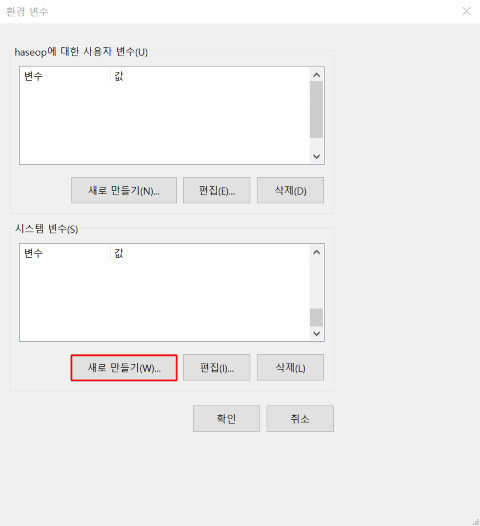 환경 변수
haseop에 대한 사용자 변수(U)
변수 값
새로 만들기(N)... 편집(E)... 삭제(D)
시스템 변수(S)
변수 값
새로 만들기(W)... 편집(I)... 삭제(L)
확인 취소